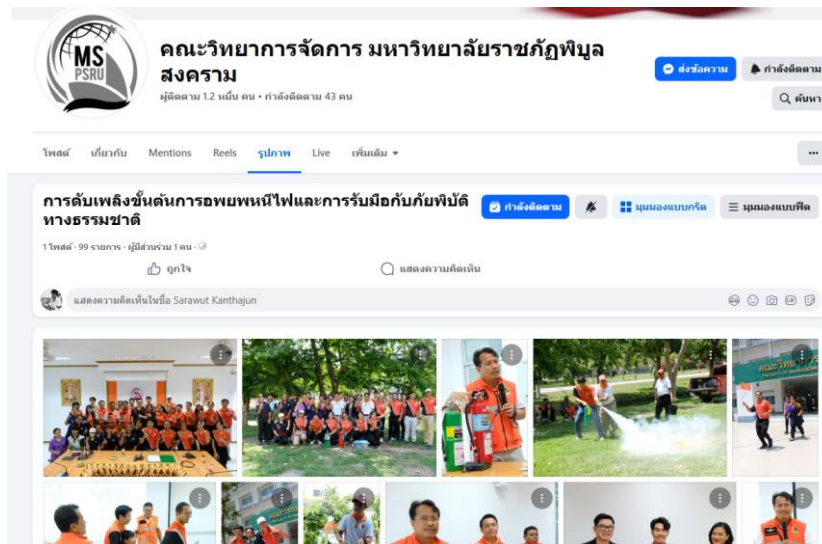 MS
PSRU
คณะวิทยาการจัดการ มหาวิทยาลัยราชภัฏพิบูล
สงคราม
ผู้ติดตาม 1.2 หมื่น คน • กำลังติดตาม 43 คน
ส่งข้อความ
กำลังติดตาม
ค้นหา
โพสต์ เกี่ยวกับ Mentions Reels รูปภาพ Live เพิ่มเติม
การดับเพลิงขั้นต้นการอพยพหนีไฟและการรับมือกับภัยพิบัติ
ทางธรรมชาติ
กำลังติดตาม
มุมมองแบบกริด
มุมมองแบบฟีด
1 โพสต์ · 99 รายการ · ผู้มีส่วนร่วม 1 คน ·
ถูกใจ
แสดงความคิดเห็น
แสดงความคิดเห็นในชื่อ Sarawut Kanthajun
GIF